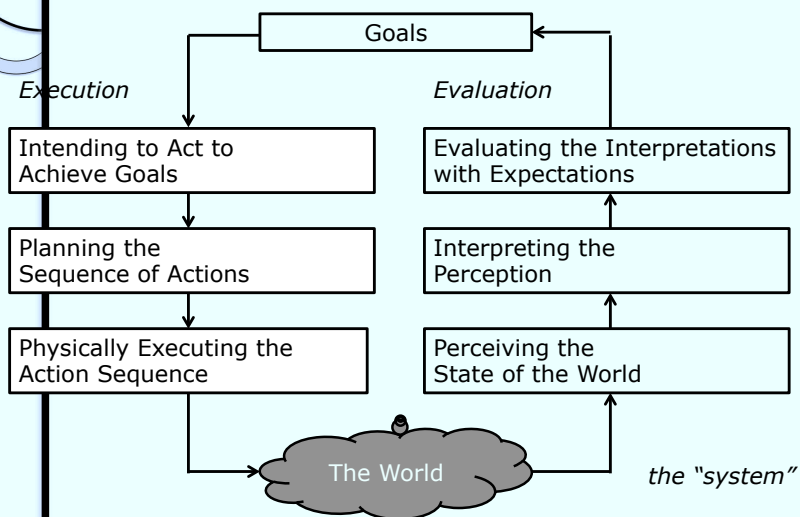 Goals
Execution
Intending to Act to
Achieve Goals
Planning the
Sequence of Actions
Physically Executing the
Action Sequence
The World
Evaluation
Evaluating the Interpretations
with Expectations
Interpreting the
Perception
Perceiving the
State of the World
the “system”